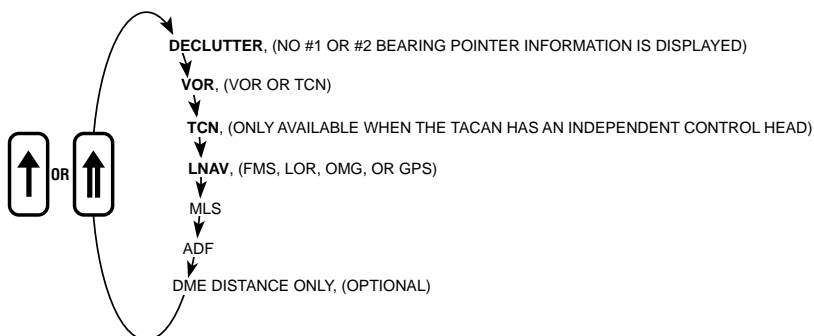 DECLUTTER, (NO #1 OR #2 BEARING POINTER INFORMATION IS DISPLAYED)
VOR, (VOR OR TCN)
TCN, (ONLY AVAILABLE WHEN THE TACAN HAS AN INDEPENDENT CONTROL HEAD)
LNAV, (FMS, LOR, OMG, OR GPS)
OR
MLS
ADF
DME DISTANCE ONLY, (OPTIONAL)